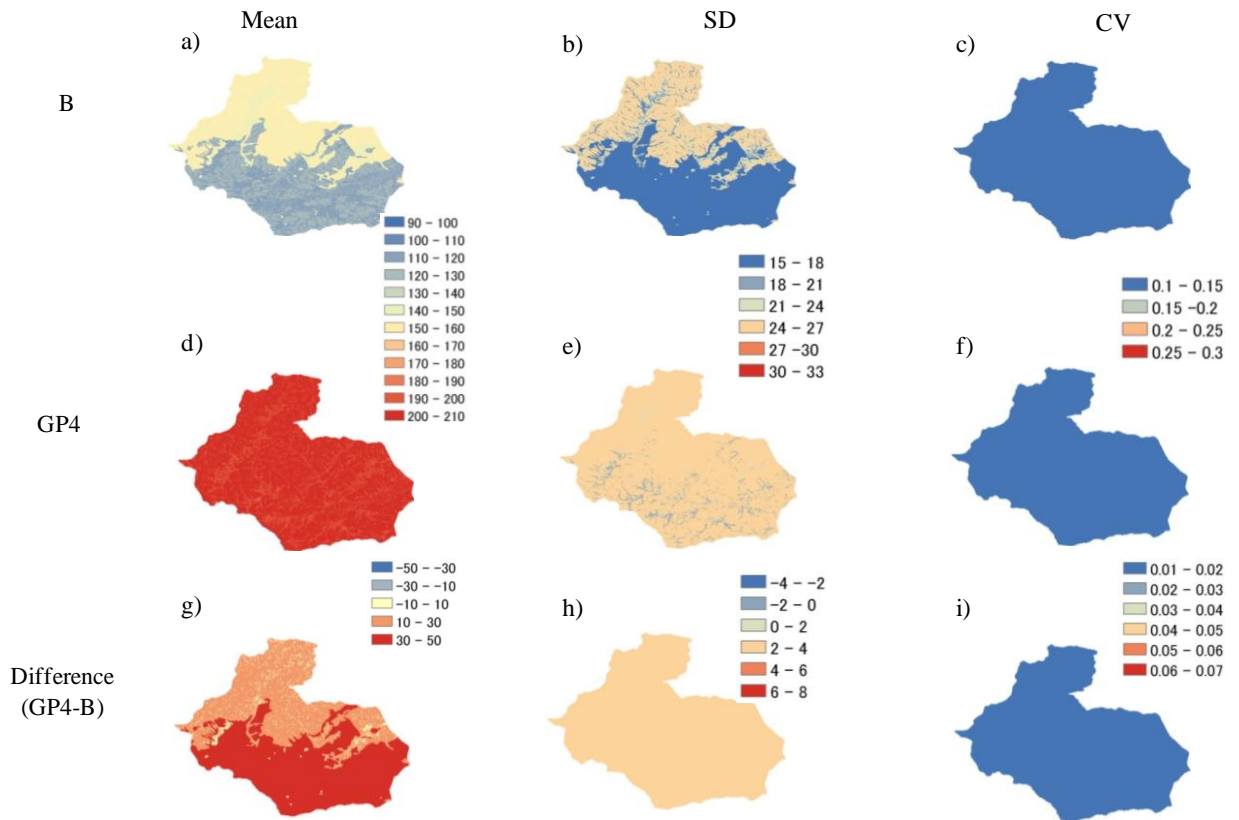 Mean
SD
CV
a)
b)
c)
B
90 - 100
100 - 110
110 - 120
120 - 130
130 - 140
140 - 150
150 - 160
160 - 170
170 - 180
180 - 190
190 - 200
200 - 210
15 - 18
18 - 21
21 - 24
24 - 27
27 -30
30 - 33
0.1 - 0.15
0.15 -0.2
0.2 - 0.25
0.25 - 0.3
d)
e)
f)
GP4
-50 - -30
-30 - -10
-10 - 10
10 - 30
30 - 50
-4 - -2
-2 - 0
0 - 2
2 - 4
4 - 6
6 - 8
0.01 - 0.02
0.02 - 0.03
0.03 - 0.04
0.04 - 0.05
0.05 - 0.06
0.06 - 0.07
g)
h)
i)
Difference
(GP4-B)